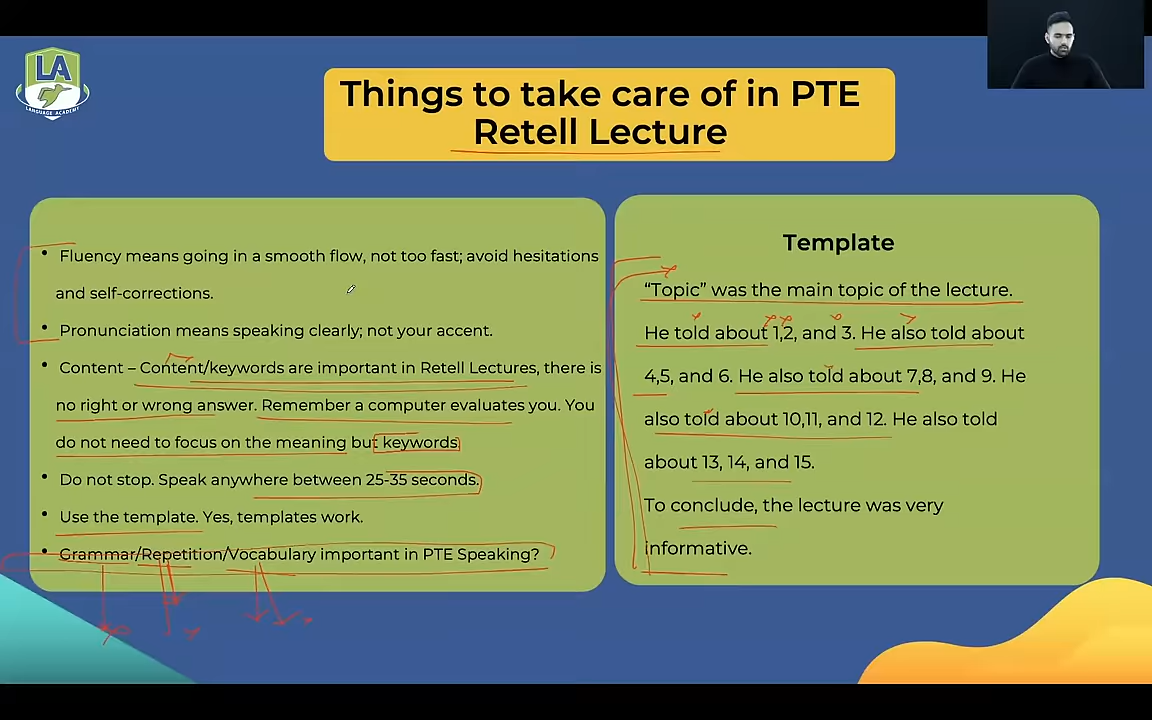 LA
LANGUAGE ACADEMY
Things to take care of in PTE
Retell Lecture
• Fluency means going in a smooth flow, not too fast; avoid hesitations
and self-corrections.
• Pronunciation means speaking clearly; not your accent.
• Content – Content/keywords are important in Retell Lectures, there is
no right or wrong answer. Remember a computer evaluates you. You
do not need to focus on the meaning but keywords.
• Do not stop. Speak anywhere between 25-35 seconds.
• Use the template. Yes, templates work.
• Grammar/Repetition/Vocabulary important in PTE Speaking?
Template
“Topic” was the main topic of the lecture.
He told about 1,2, and 3. He also told about
4,5, and 6. He also told about 7,8, and 9. He
also told about 10,11, and 12. He also told
about 13, 14, and 15.
To conclude, the lecture was very
informative.